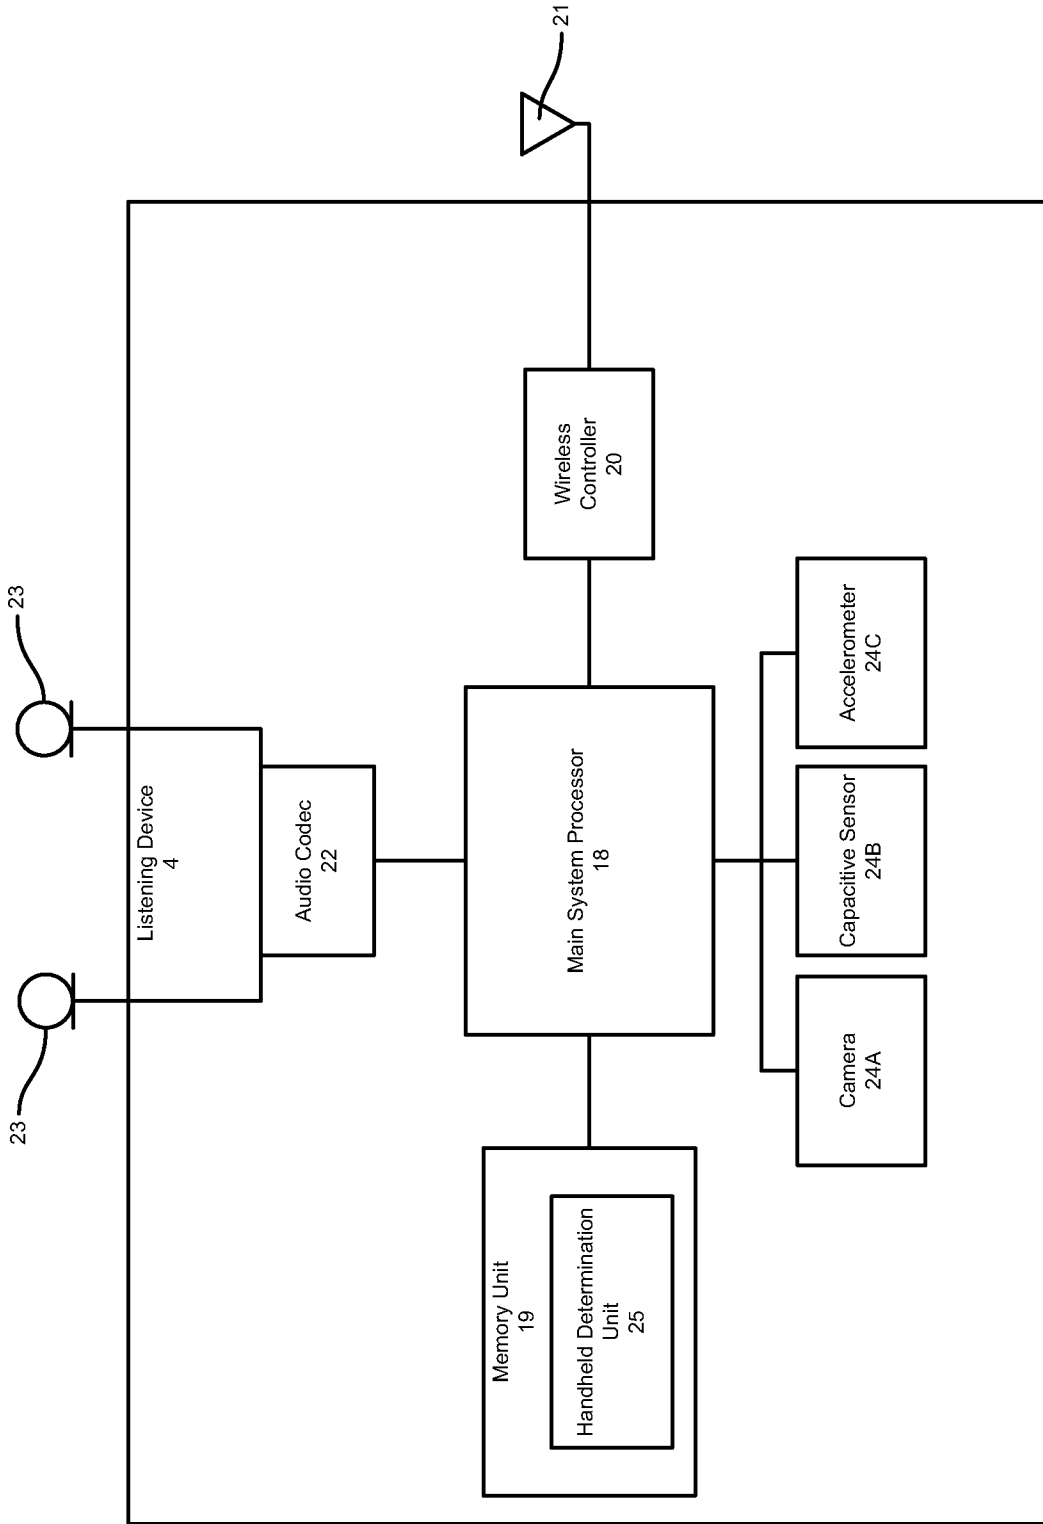 23
23
Listening Device
4
Audio Codec
22
21
Memory Unit
19
Handheld Determination
Unit
25
Main System Processor
18
Wireless
Controller
20
Camera
24A
Capacitive Sensor
24B
Accelerometer
24C